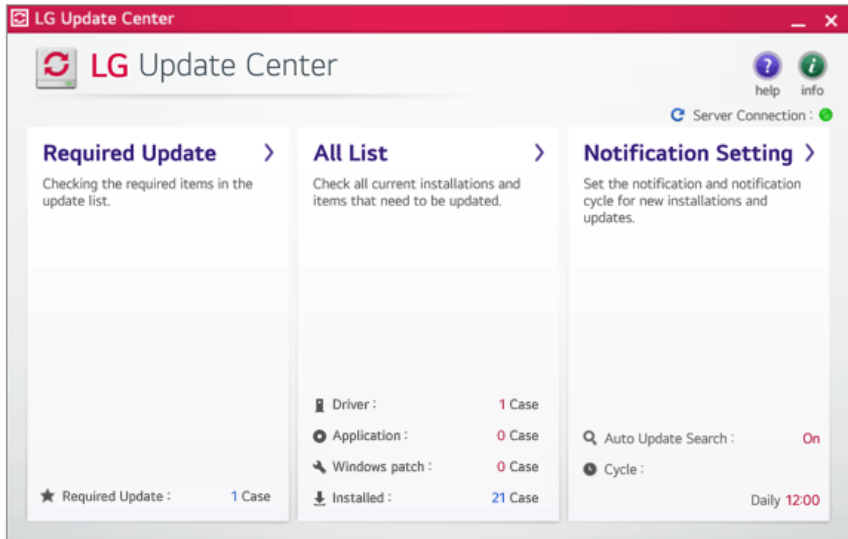 LG Update Center
LG Update Center
help info
Server Connection :
Required Update
Checking the required items in the
update list.
Required Update : 1 Case
All List
Check all current installations and
items that need to be updated.
Driver : 1 Case
Application : 0 Case
Windows patch : 0 Case
Installed : 21 Case
Notification Setting
Set the notification and notification
cycle for new installations and
updates.
Auto Update Search : On
Cycle :
Daily 12:00